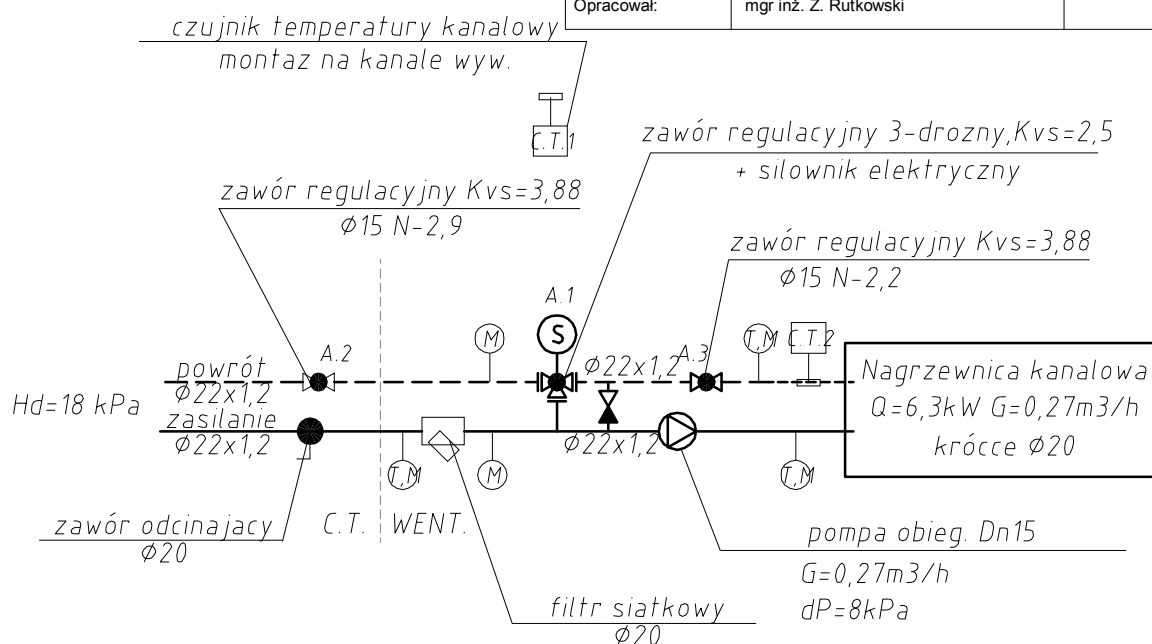 Opracował: mgr inż. Z. Rutkowski
czujnik temperatury kanałowy
montaz na kanale wyw.
C.T.1
zawór regulacyjny 3-drozny,Kvs=2,5
+ silownik elektryczny
zawór regulacyjny Kvs=3,88
Ø15 N-2,9
zawór regulacyjny Kvs=3,88
Ø15 N-2,2
A.1
S
M
T,M
C.T.2
A.2
A.3
powrót
Ø22x1,2
Ø22x1,2
Hd=18 kPa
zasilanie
Ø22x1,2
Ø22x1,2
Nagrzewnica kanalowa
Q=6,3kW G=0,27m3/h
krócce Ø20
T,M
M
T,M
zawór odcinajacy
Ø20
C.T.
WENT.
pompa obieg. Dn15
G=0,27m3/h
dP=8kPa
filtr siatkowy
Ø20